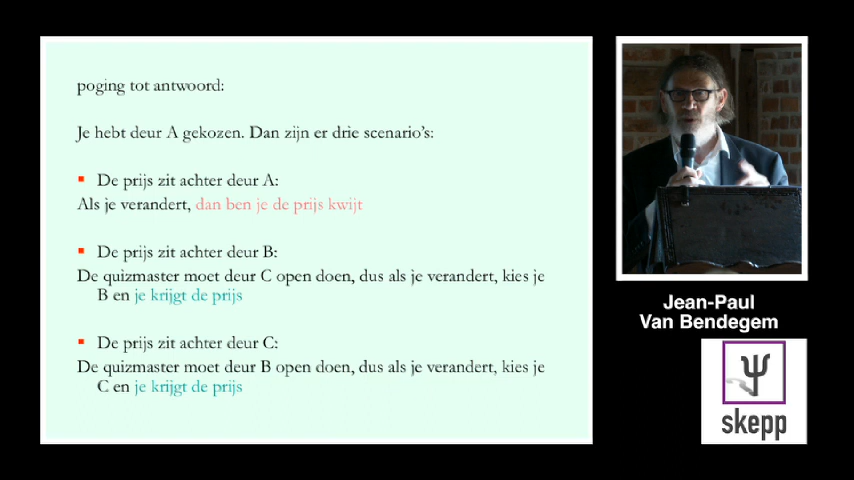 poging tot antwoord:
Je hebt deur A gekozen. Dan zijn er drie scenario's:
De prijs zit achter deur A:
Als je verandert, dan ben je de prijs kwijt
De prijs zit achter deur B:
De quizmaster moet deur C open doen, dus als je verandert, kies je
B en je krijgt de prijs
De prijs zit achter deur C:
De quizmaster moet deur B open doen, dus als je verandert, kies je
C en je krijgt de prijs
Jean-Paul
Van Bendegem
ψ
skepp